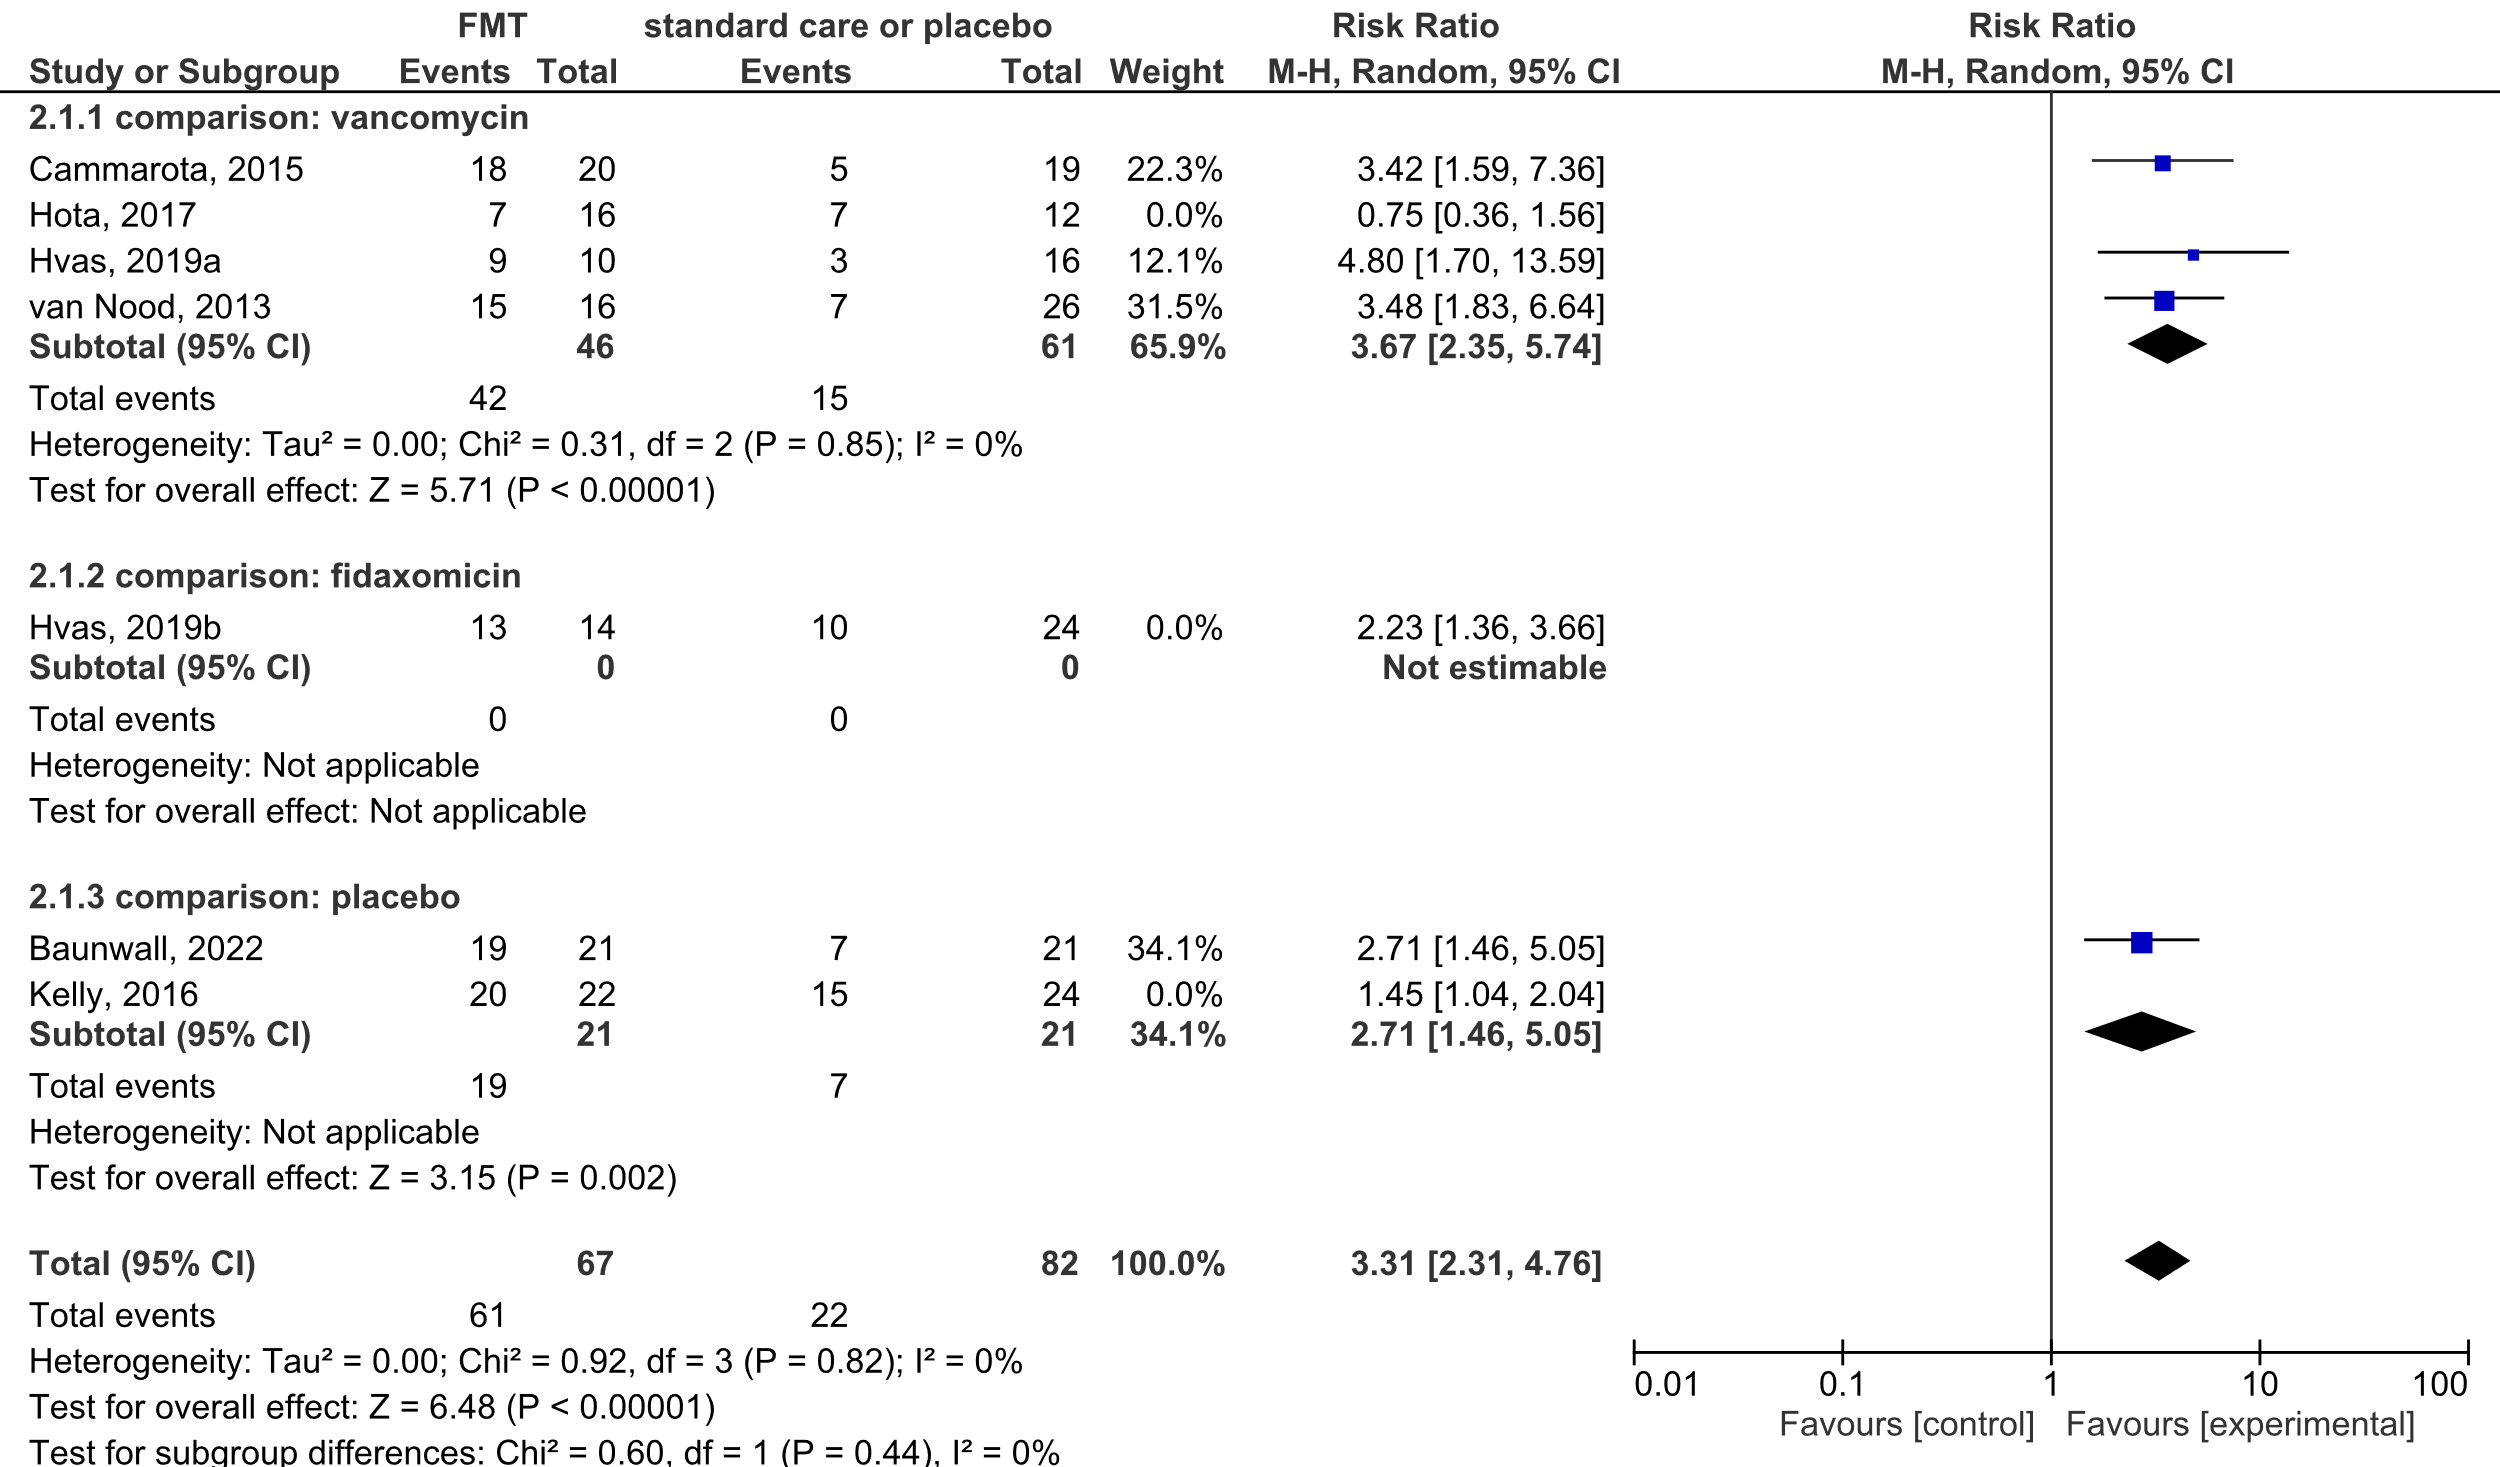 FMT standard care or placebo Risk Ratio Risk Ratio
Study or Subgroup Events Total Events Total Weight M-H, Random, 95% CI M-H, Random, 95% CI
2.1.1 comparison: vancomycin
Cammarota, 2015 18 20 5 19 22.3% 3.42 [1.59, 7.36]
Hota, 2017 7 16 7 12 0.0% 0.75 [0.36, 1.56]
Hvas, 2019a 9 10 3 16 12.1% 4.80 [1.70, 13.59]
van Nood, 2013 15 16 7 26 31.5% 3.48 [1.83, 6.64]
Subtotal (95% CI) 46 61 65.9% 3.67 [2.35, 5.74]
Total events 42 15
Heterogeneity: Tau² = 0.00; Chi² = 0.31, df = 2 (P = 0.85); I² = 0%
Test for overall effect: Z = 5.71 (P < 0.00001)
2.1.2 comparison: fidaxomicin
Hvas, 2019b 13 14 10 24 0.0% 2.23 [1.36, 3.66]
Subtotal (95% CI) 0 0 Not estimable
Total events 0 0
Heterogeneity: Not applicable
Test for overall effect: Not applicable
2.1.3 comparison: placebo
Baunwall, 2022 19 21 7 21 34.1% 2.71 [1.46, 5.05]
Kelly, 2016 20 22 15 24 0.0% 1.45 [1.04, 2.04]
Subtotal (95% CI) 21 21 34.1% 2.71 [1.46, 5.05]
Total events 19 7
Heterogeneity: Not applicable
Test for overall effect: Z = 3.15 (P = 0.002)
Total (95% CI) 67 82 100.0% 3.31 [2.31, 4.76]
Total events 61 22
Heterogeneity: Tau² = 0.00; Chi² = 0.92, df = 3 (P = 0.82); I² = 0%
Test for overall effect: Z = 6.48 (P < 0.00001)
Test for subgroup differences: Chi² = 0.60, df = 1 (P = 0.44), I² = 0%
0.01 0.1 1 10 100
Favours [control] Favours [experimental]